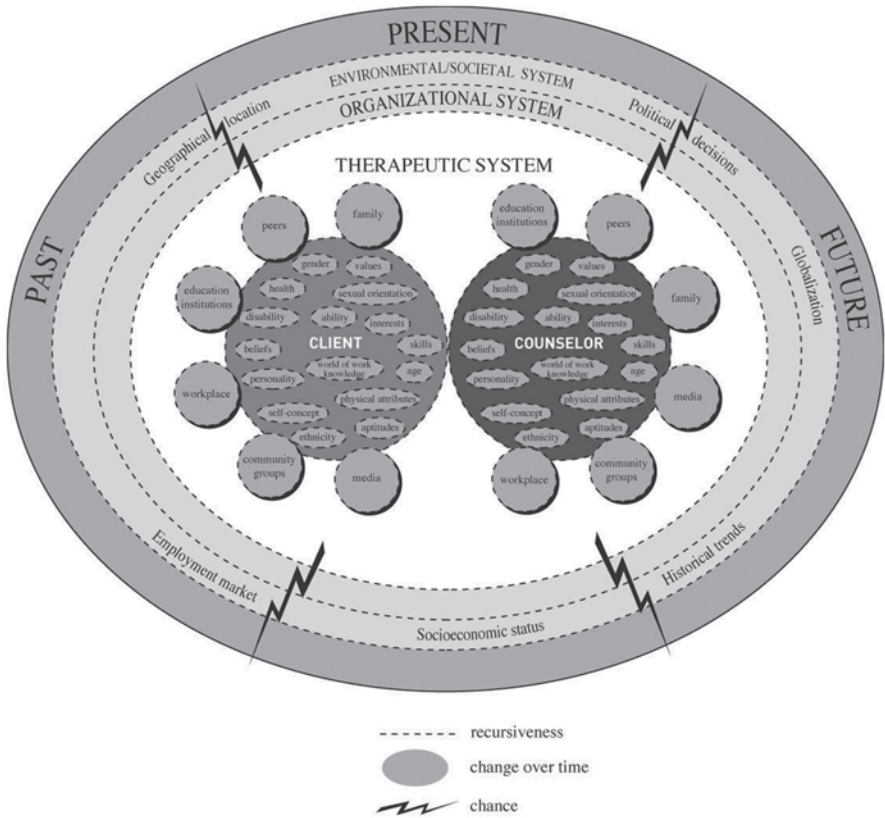 PRESENT
ENVIRONMENTAL/SOCIETAL SYSTEM
ORGANIZATIONAL SYSTEM
Geographical location
Political decisions
THERAPEUTIC SYSTEM
PAST
FUTURE
Globalization
peers
family
education
institutions
workplace
community
groups
media
gender
values
health
sexual orientation
disability
ability
interests
CLIENT
beliefs
skills
world of work
knowledge
age
personality
physical attributes
self-concept
aptitudes
ethnicity
education
institutions
peers
family
media
community
groups
workplace
gender
values
health
sexual orientation
disability
ability
interests
COUNSELOR
beliefs
skills
world of work
knowledge
age
personality
physical attributes
self-concept
aptitudes
ethnicity
Employment market
Socioeconomic status
Historical trends
recursiveness
change over time
chance